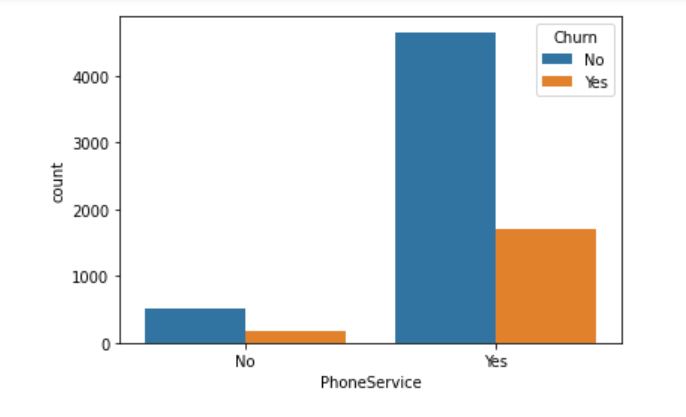 Churn
No
Yes
4000
3000
2000
1000
0
count
No Yes
PhoneService